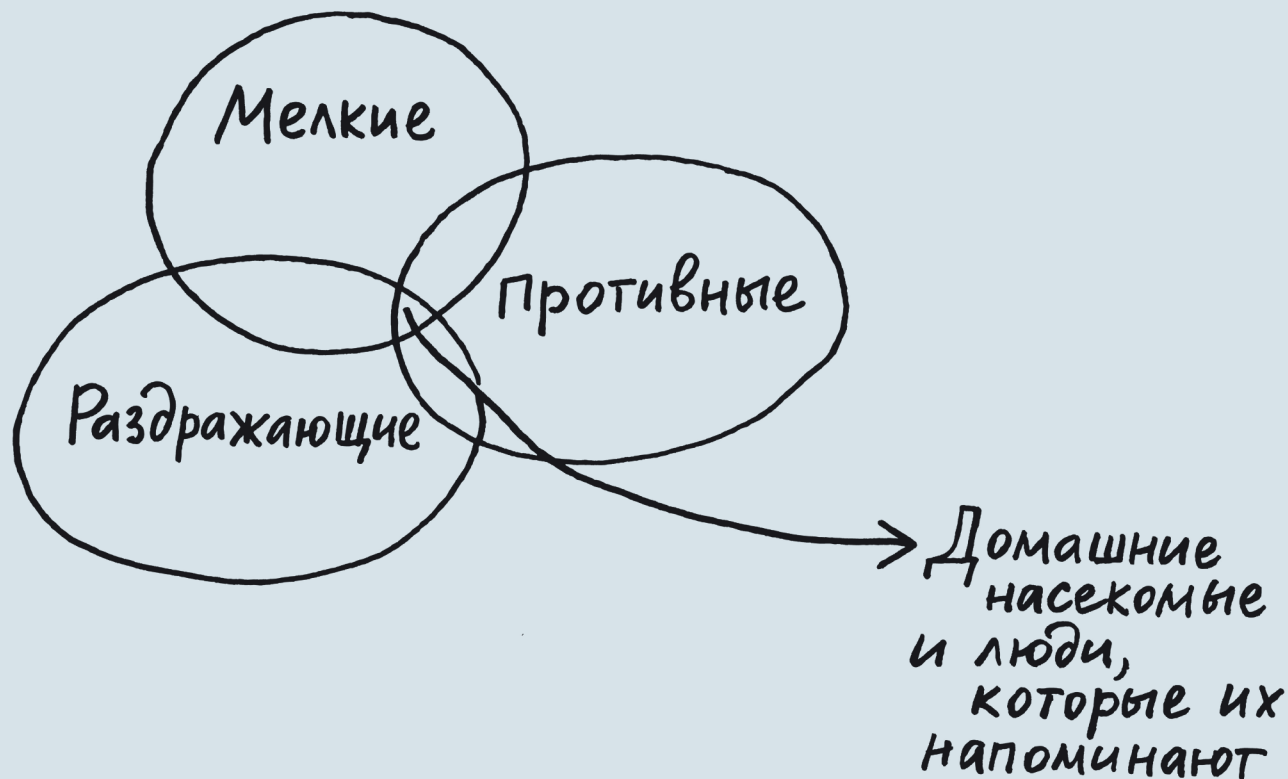 Мелкие
противные
Раздражающие
Домашние
насекомые
и люди,
которые их
напоминают